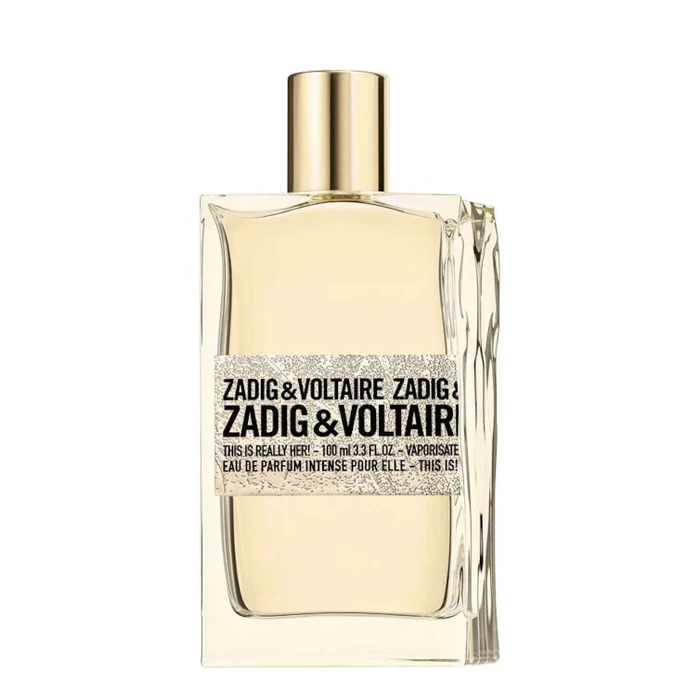 ZADIG&VOLTAIRE ZADIG &
ZADIG&VOLTAIR
THIS IS REALLY HER! – 100 ml 3.3 FL.OZ. – VAPORISATE
EAU DE PARFUM INTENSE POUR ELLE – THIS IS!